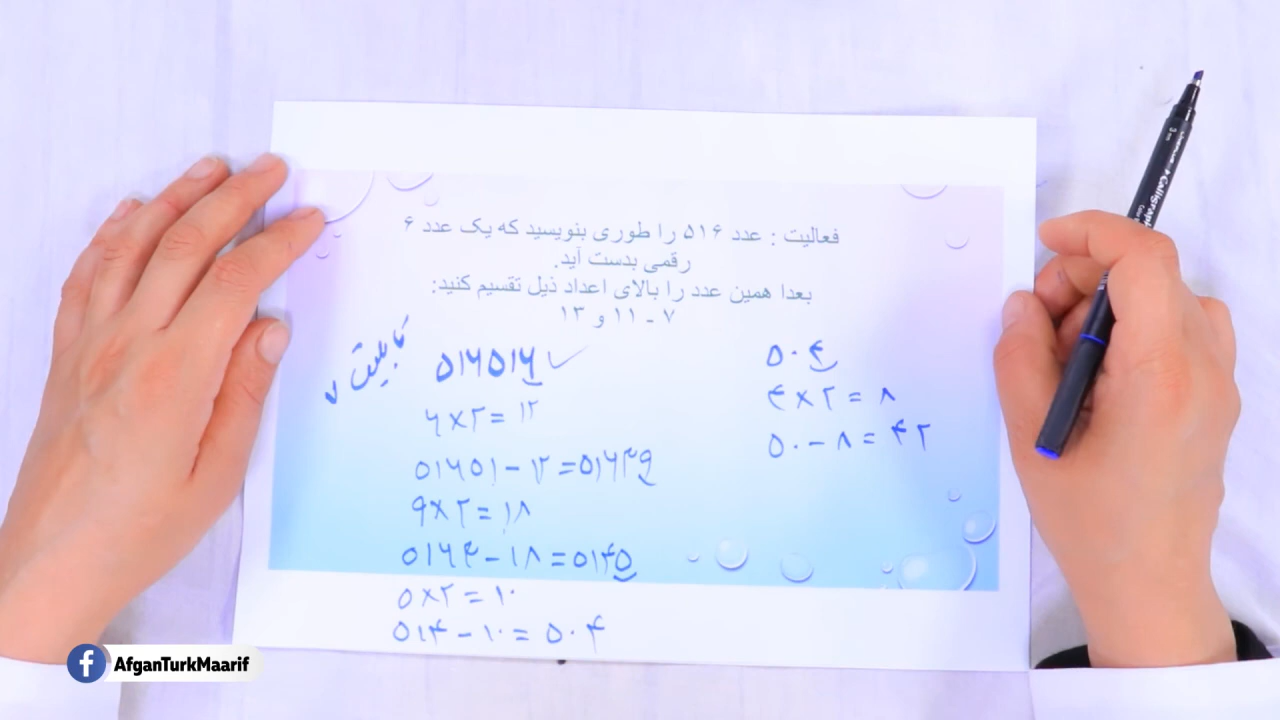 فعالیت : عدد ۵۱۶ را طوری بنویسید که یک عدد ۶
رقمی بدست آید.
بعدا همین عدد را بالای اعداد ذیل تقسیم کنید:
۷ - ۱۱ و ۱۳
قابلیت ۷
۵۱۶۵۱۶ ✓
۶×۲=۱۲
۵۱۶۵۱-۱۲=۵۱۶۳۹
۹×۲=۱۸
۵۱۶۳-۱۸=۵۱۴۵
۵×۲=۱۰
۵۱۴-۱۰=۵۰۴
۵۰۴
۴×۲=۸
۵۰-۸=۴۲
AfganTurkMaarif